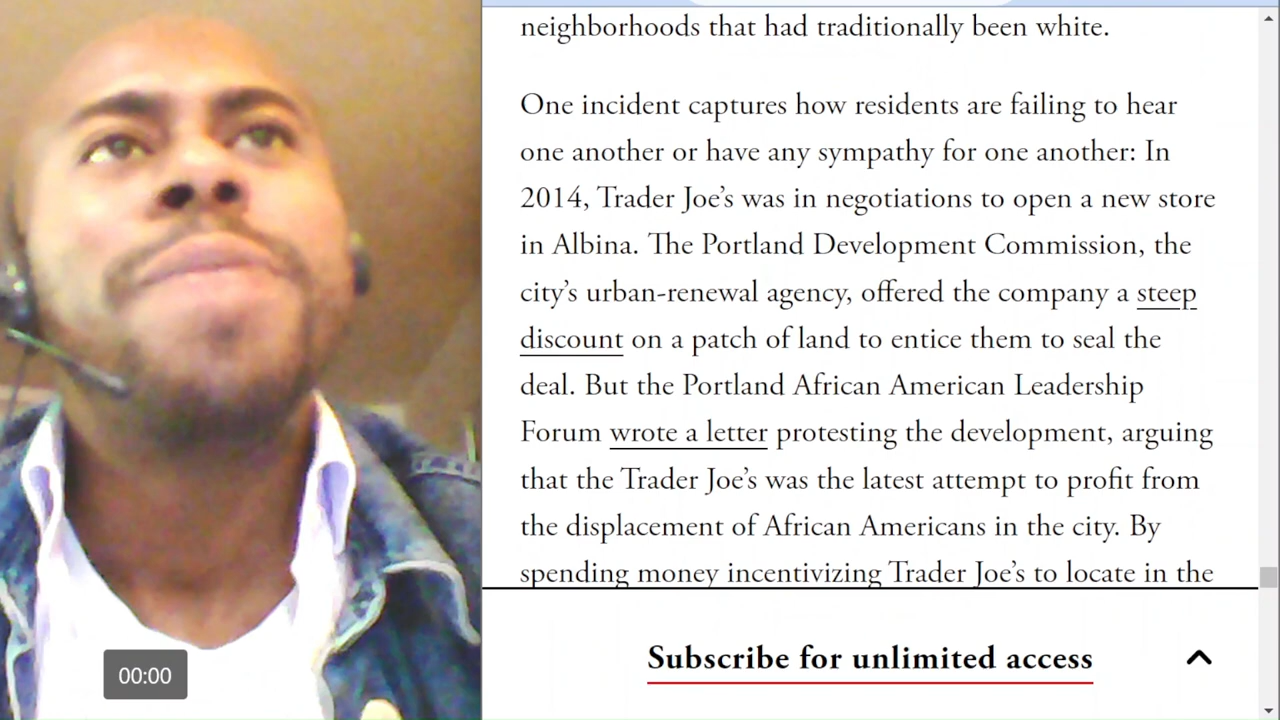 neighborhoods that had traditionally been white.
One incident captures how residents are failing to hear
one another or have any sympathy for one another: In
2014, Trader Joe’s was in negotiations to open a new store
in Albina. The Portland Development Commission, the
city’s urban-renewal agency, offered the company a steep
discount on a patch of land to entice them to seal the
deal. But the Portland African American Leadership
Forum wrote a letter protesting the development, arguing
that the Trader Joe’s was the latest attempt to profit from
the displacement of African Americans in the city. By
spending money incentivizing Trader Joe’s to locate in the
Subscribe for unlimited access
00:00